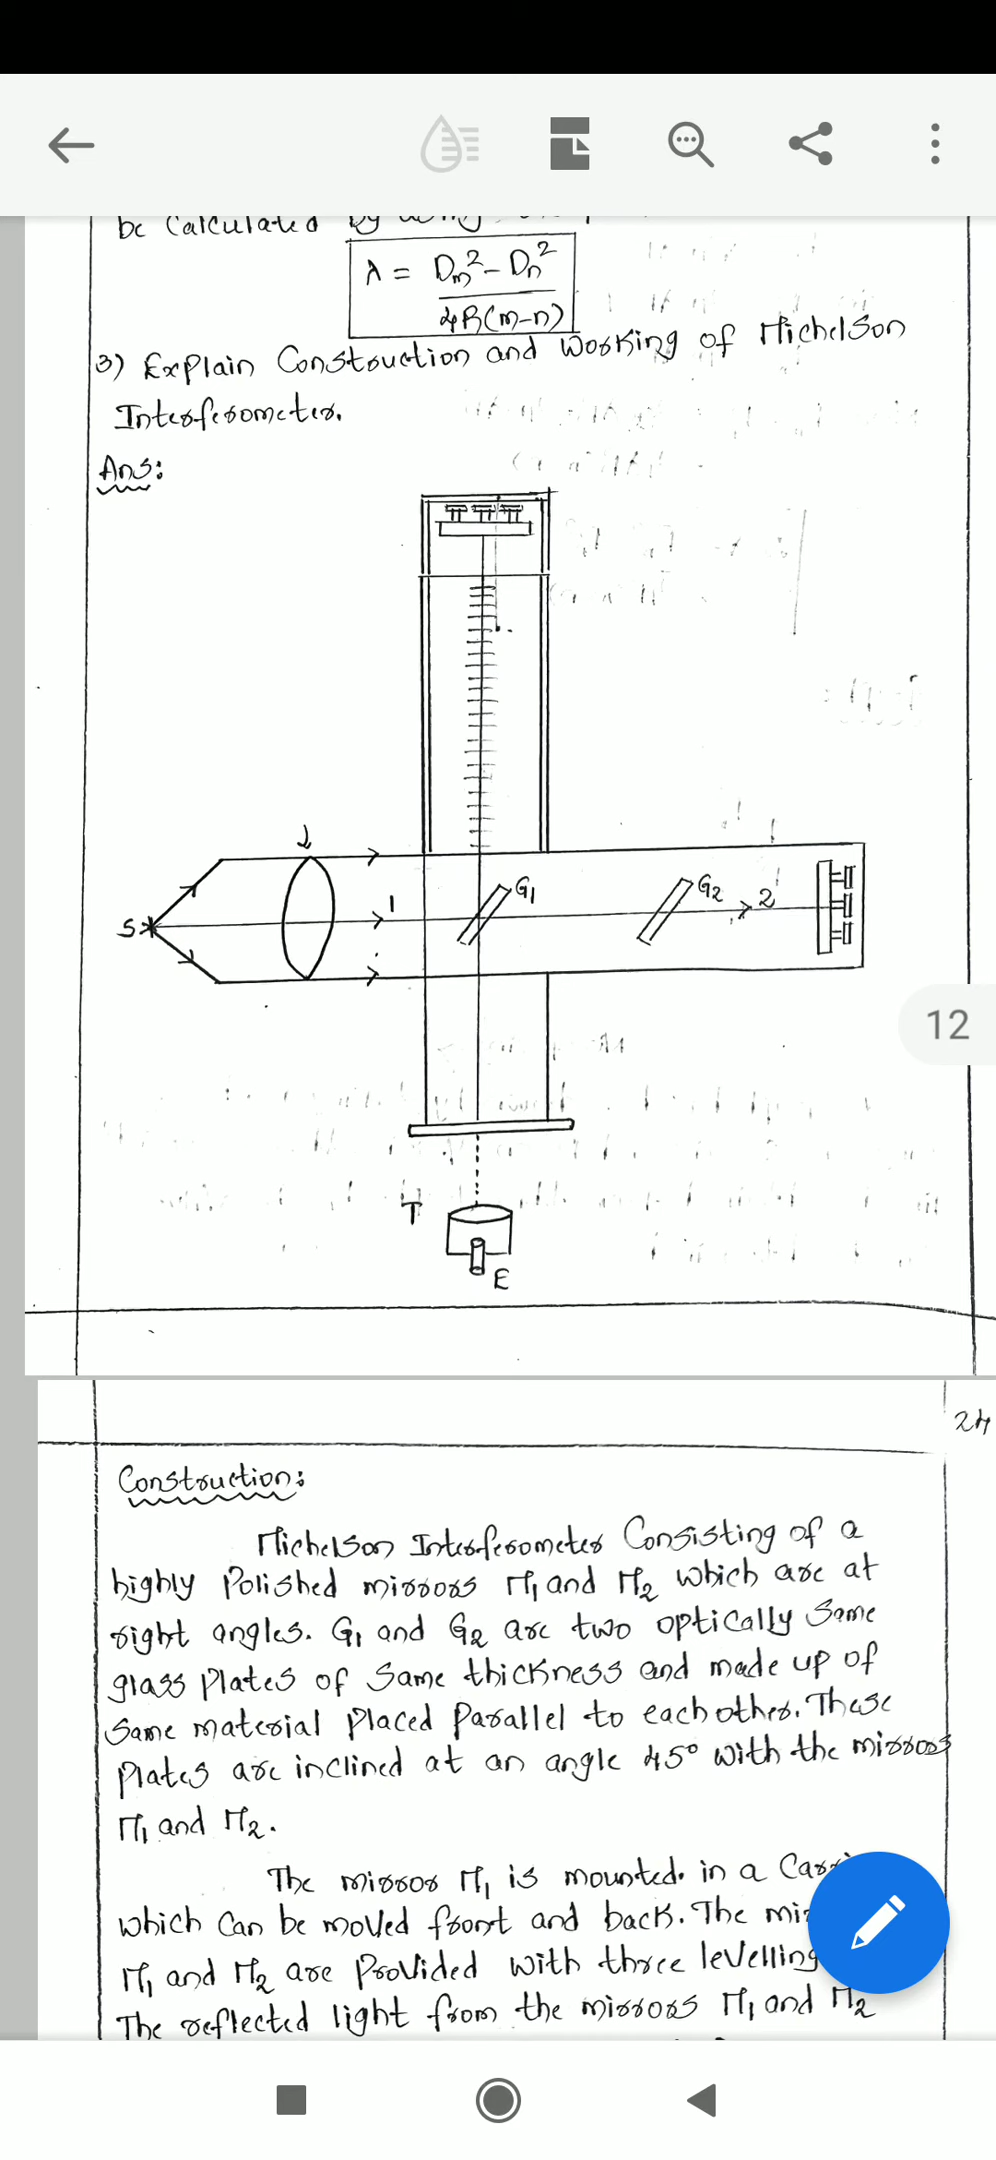 be Calculated by using
λ = Dm² - Dn²
4R(m-n)
3) Explain Construction and Working of Michelson
Interferometer.
Ans:
L
G1
G2
1
2
S
12
T
E
24
Construction:
Michelson Interferometer Consisting of a
highly Polished mirrors M1 and M2 which are at
right angles. G1 and G2 are two optically Same
glass Plates of Same thickness and made up of
Same material Placed Parallel to each other. These
Plates are inclined at an angle 45° with the mirrors
M1 and M2.
The mirror M1 is mounted. in a
which Can be moved front and back. The
M1 and M2 are Provided with three levelling
The reflected light from the mirrors M1 and M2